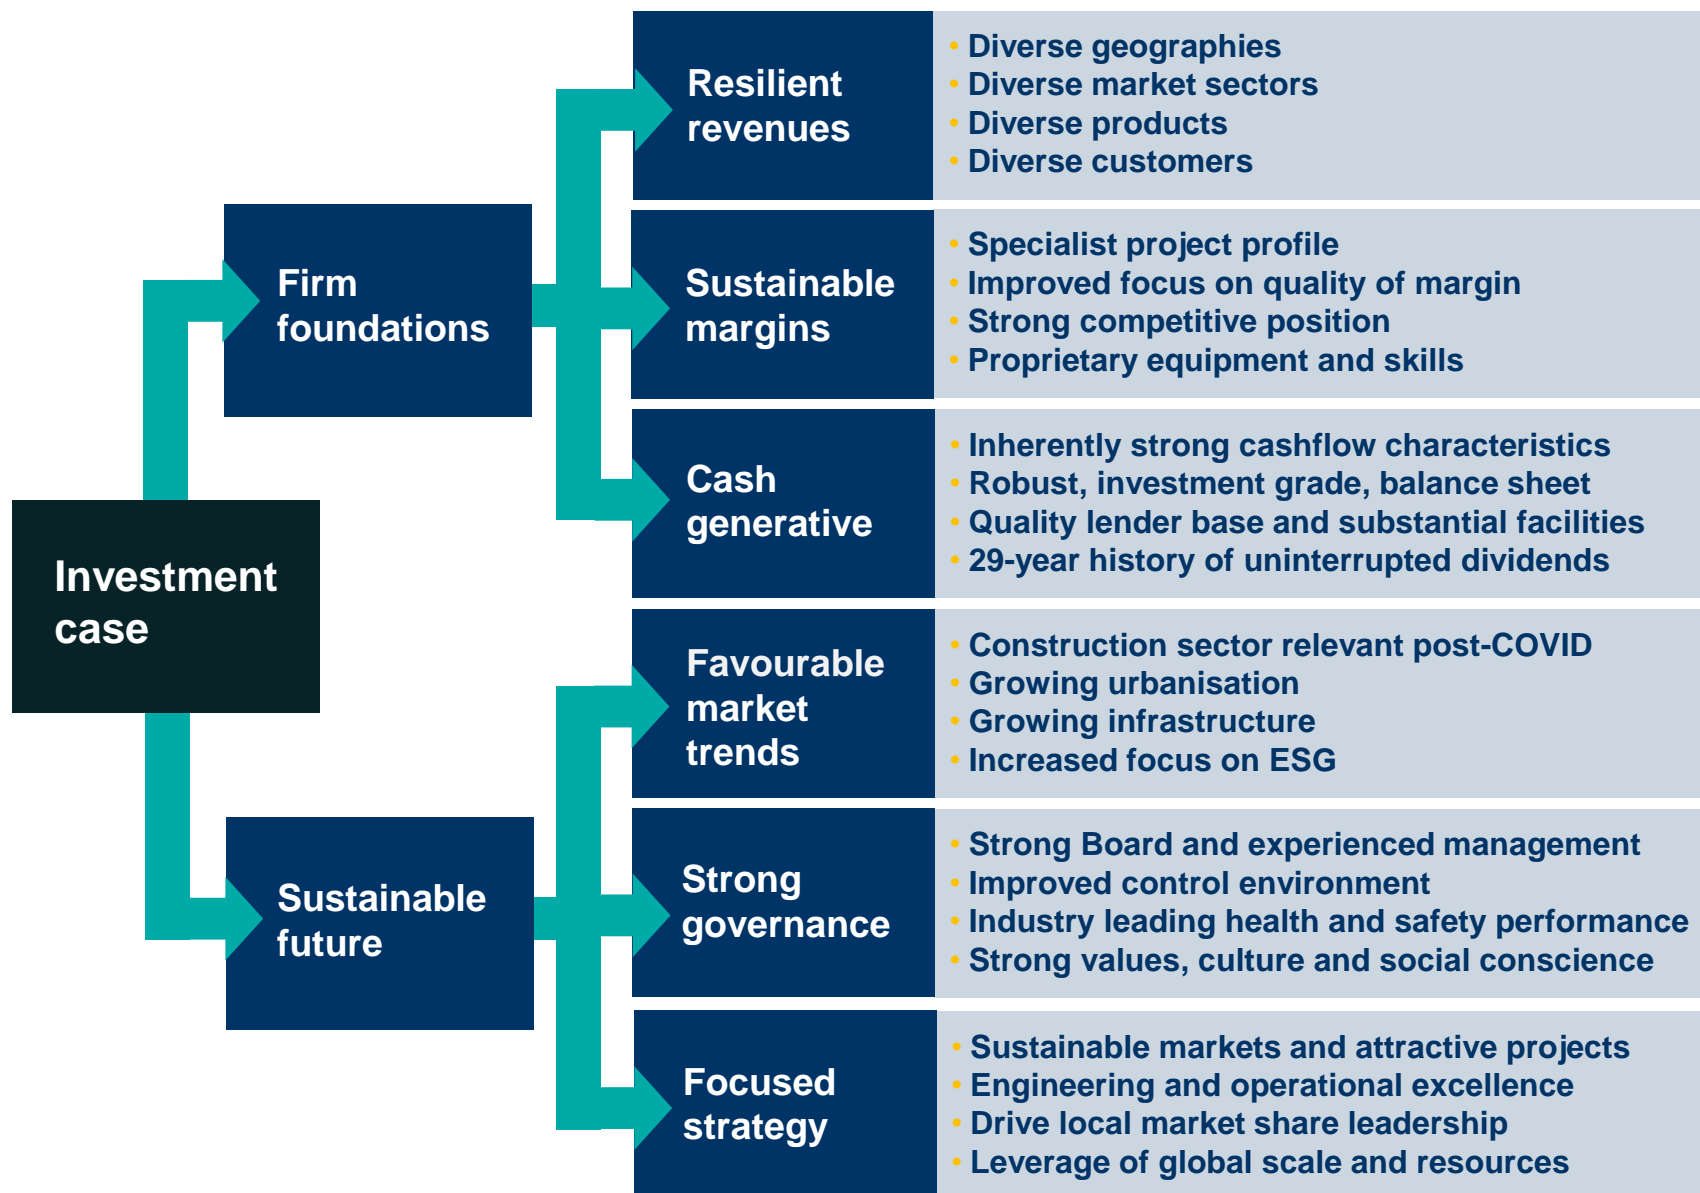 Investment
case
Firm
foundations
Resilient
revenues
• Diverse geographies
• Diverse market sectors
• Diverse products
• Diverse customers
Sustainable
margins
• Specialist project profile
• Improved focus on quality of margin
• Strong competitive position
• Proprietary equipment and skills
Cash
generative
• Inherently strong cashflow characteristics
• Robust, investment grade, balance sheet
• Quality lender base and substantial facilities
• 29-year history of uninterrupted dividends
Sustainable
future
Favourable
market
trends
• Construction sector relevant post-COVID
• Growing urbanisation
• Growing infrastructure
• Increased focus on ESG
Strong
governance
• Strong Board and experienced management
• Improved control environment
• Industry leading health and safety performance
• Strong values, culture and social conscience
Focused
strategy
• Sustainable markets and attractive projects
• Engineering and operational excellence
• Drive local market share leadership
• Leverage of global scale and resources